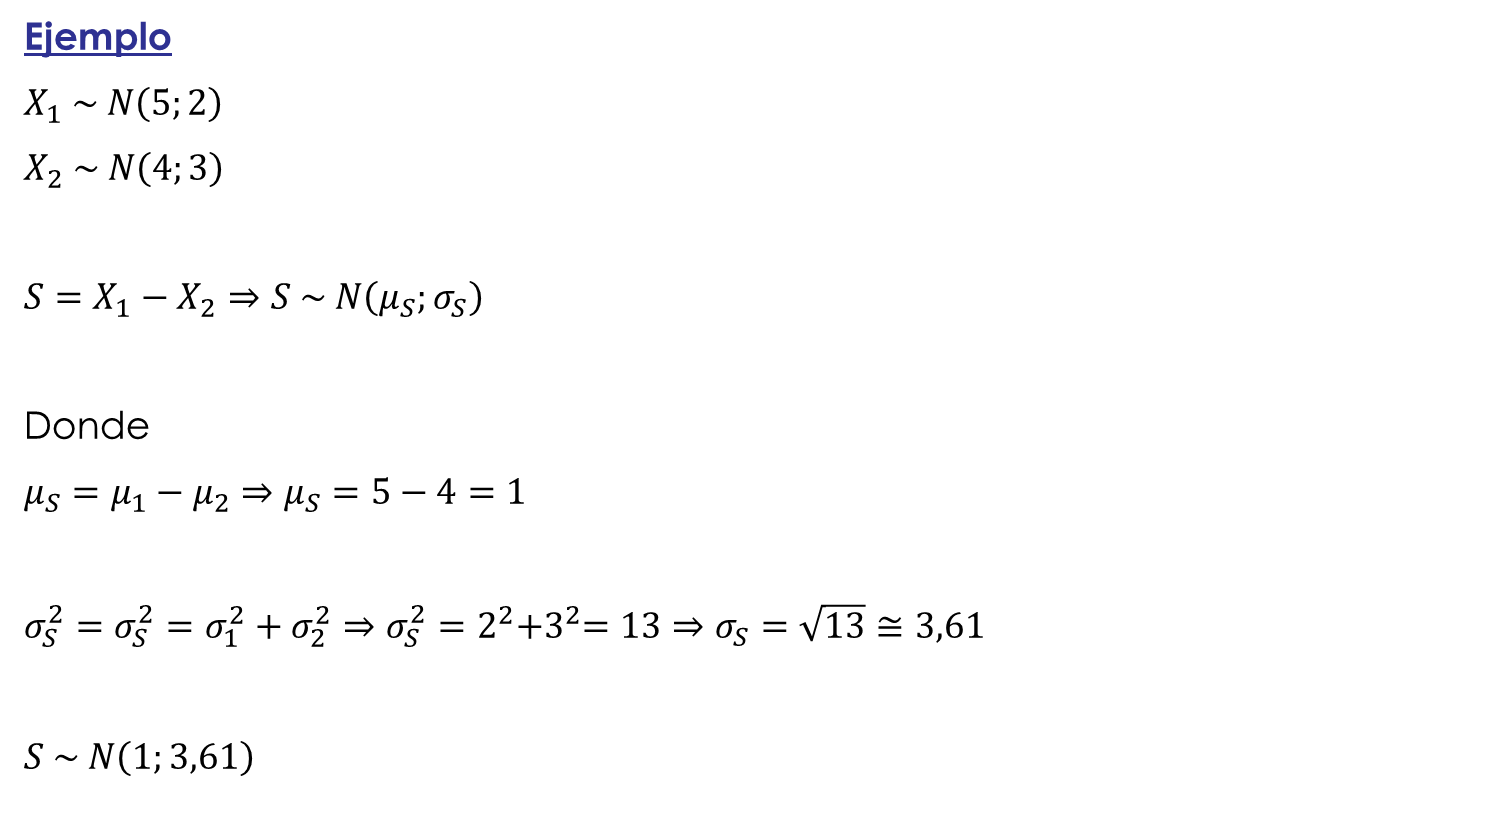 Ejemplo
X₁ ~ N(5; 2)
X₂ ~ N(4; 3)
S = X₁ − X₂ ⇒ S ~ N(μ_S; σ_S)
Donde
μ_S = μ₁ − μ₂ ⇒ μ_S = 5 − 4 = 1
σ_S² = σ_S² = σ₁² + σ₂² ⇒ σ_S² = 2²+3²= 13 ⇒ σ_S = √13 ≅ 3,61
S ~ N(1; 3,61)